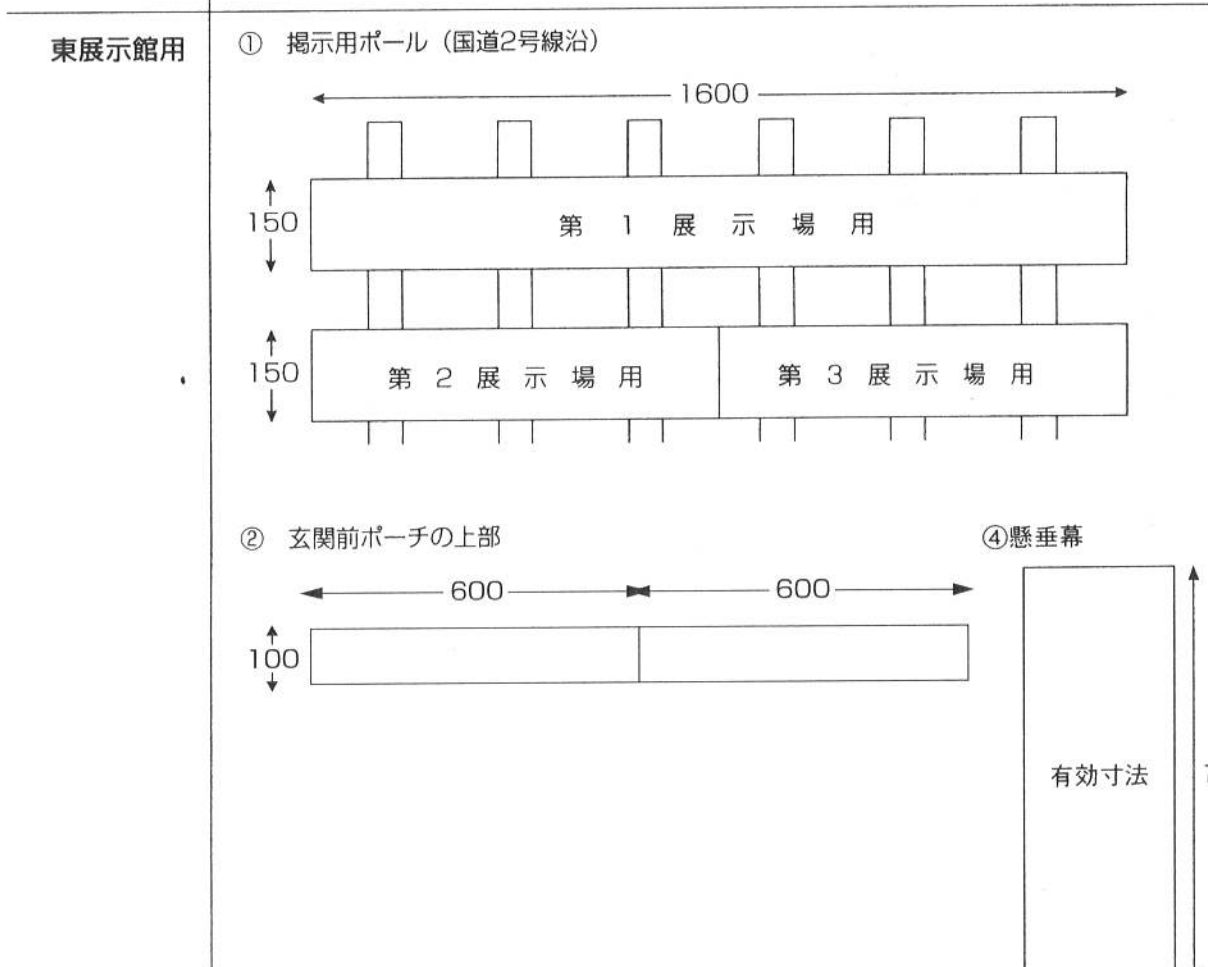 東展示館用
① 掲示用ポール（国道2号線沿）
1600
150
第1展示場用
150
第2展示場用
第3展示場用
② 玄関前ポーチの上部
600
600
100
④懸垂幕
有効寸法